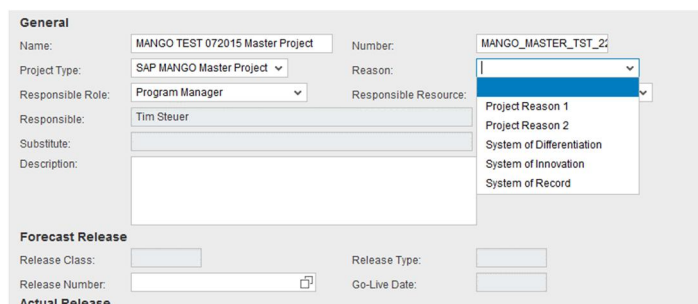 General
Name: MANGO TEST 072015 Master Project Number: MANGO_MASTER_TST_22
Project Type: SAP MANGO Master Project Reason:
Responsible Role: Program Manager Responsible Resource:
Project Reason 1
Responsible: Tim Steuer
Project Reason 2
Substitute:
System of Differentiation
Description:
System of Innovation
System of Record
Forecast Release
Release Class: Release Type:
Release Number: Go-Live Date:
Actual Release